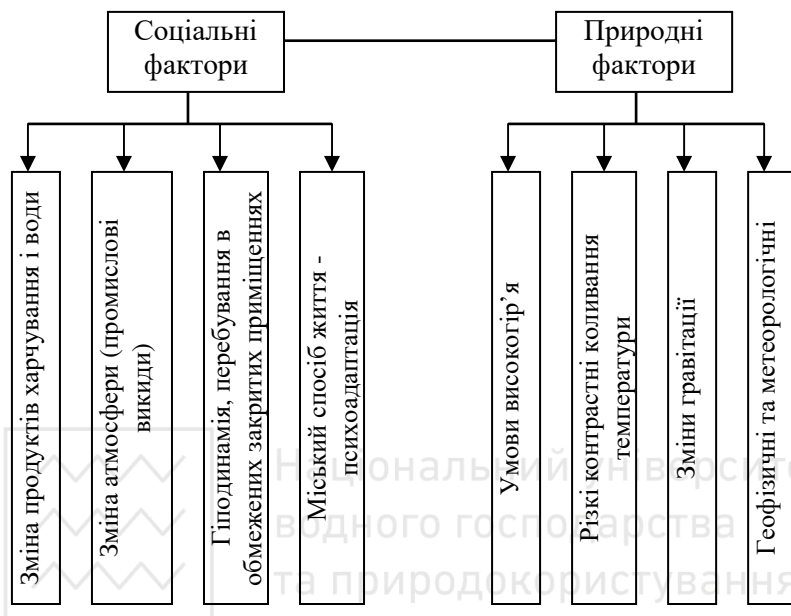 Соціальні
фактори
Природні
фактори
Зміна продуктів харчування і води
Зміна атмосфери (промислові
викиди)
Гіподинамія, перебування в
обмежених закритих приміщеннях
Міський спосіб життя -
психоадаптація
Умови високогір’я
Різкі контрастні коливання
температури
Зміни гравітації
Геофізичні та метеорологічні
Національний університе
водного господарства
та природокористування